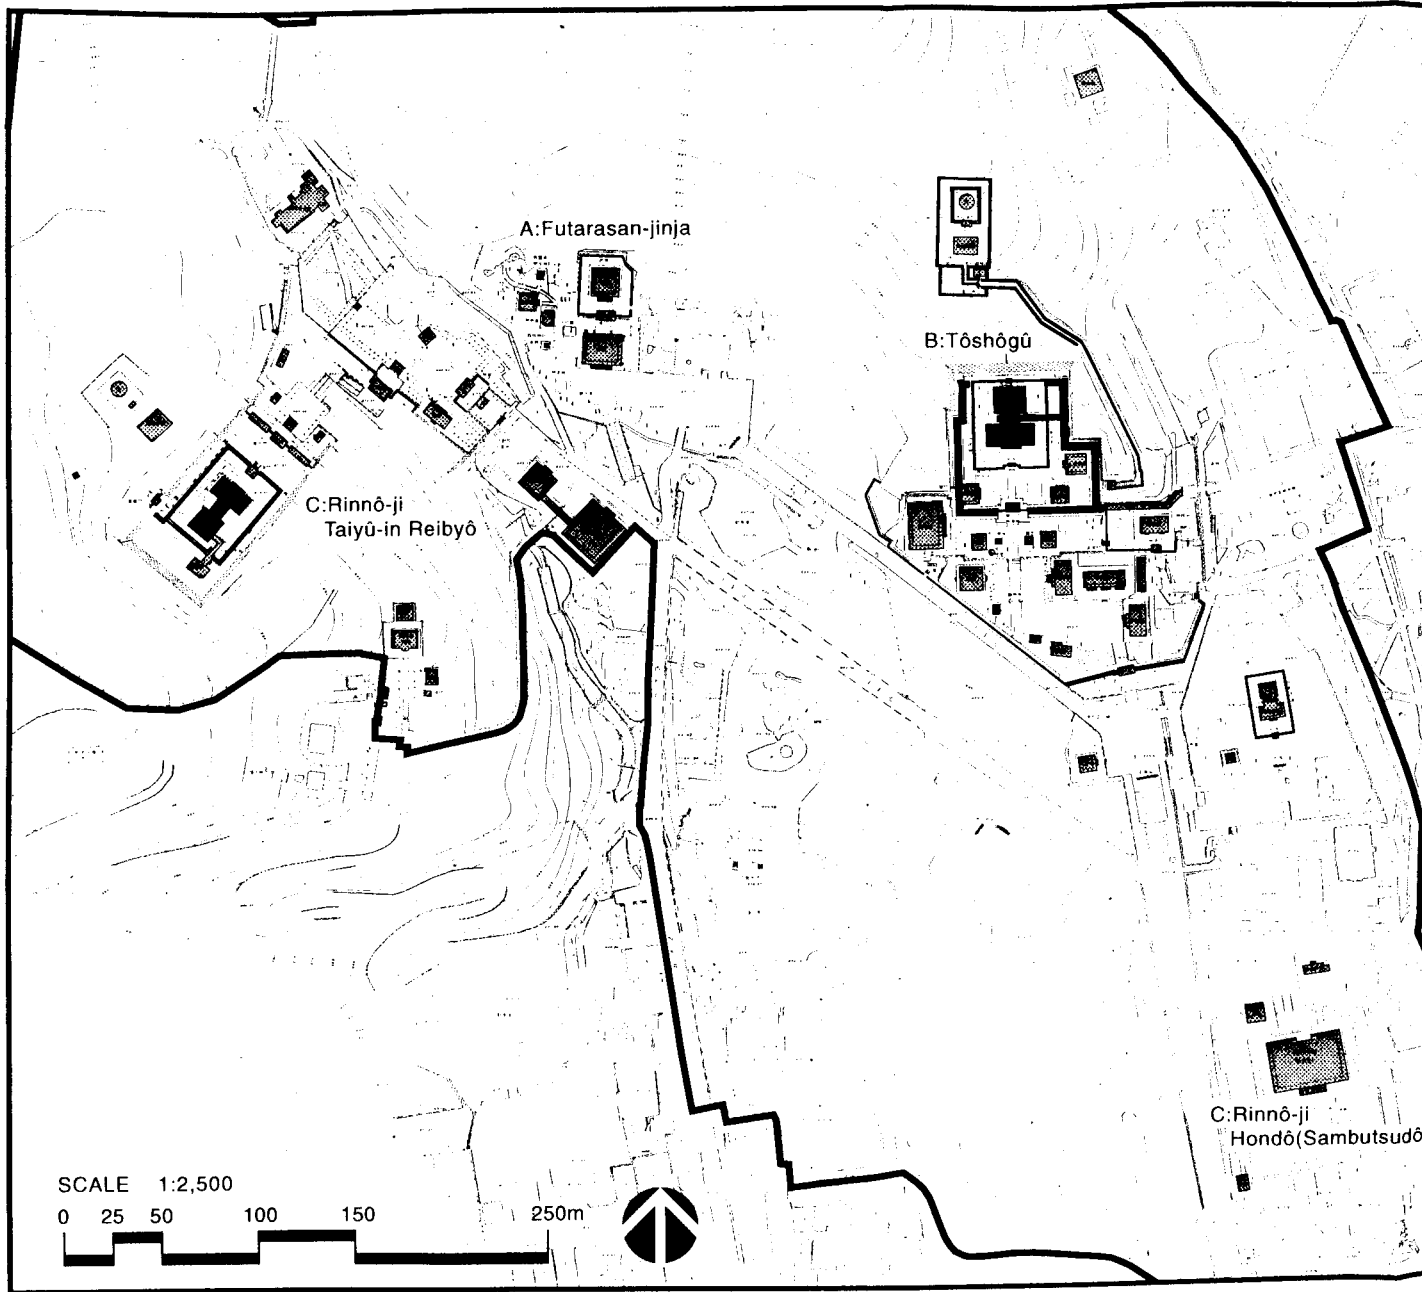 A:Futarasan-jinja
B:Tôshôgû
C:Rinnô-ji
Taiyû-in Reibyô
C:Rinnô-ji
Hondô(Sambutsudô
SCALE 1:2,500
0 25 50 100 150 250m